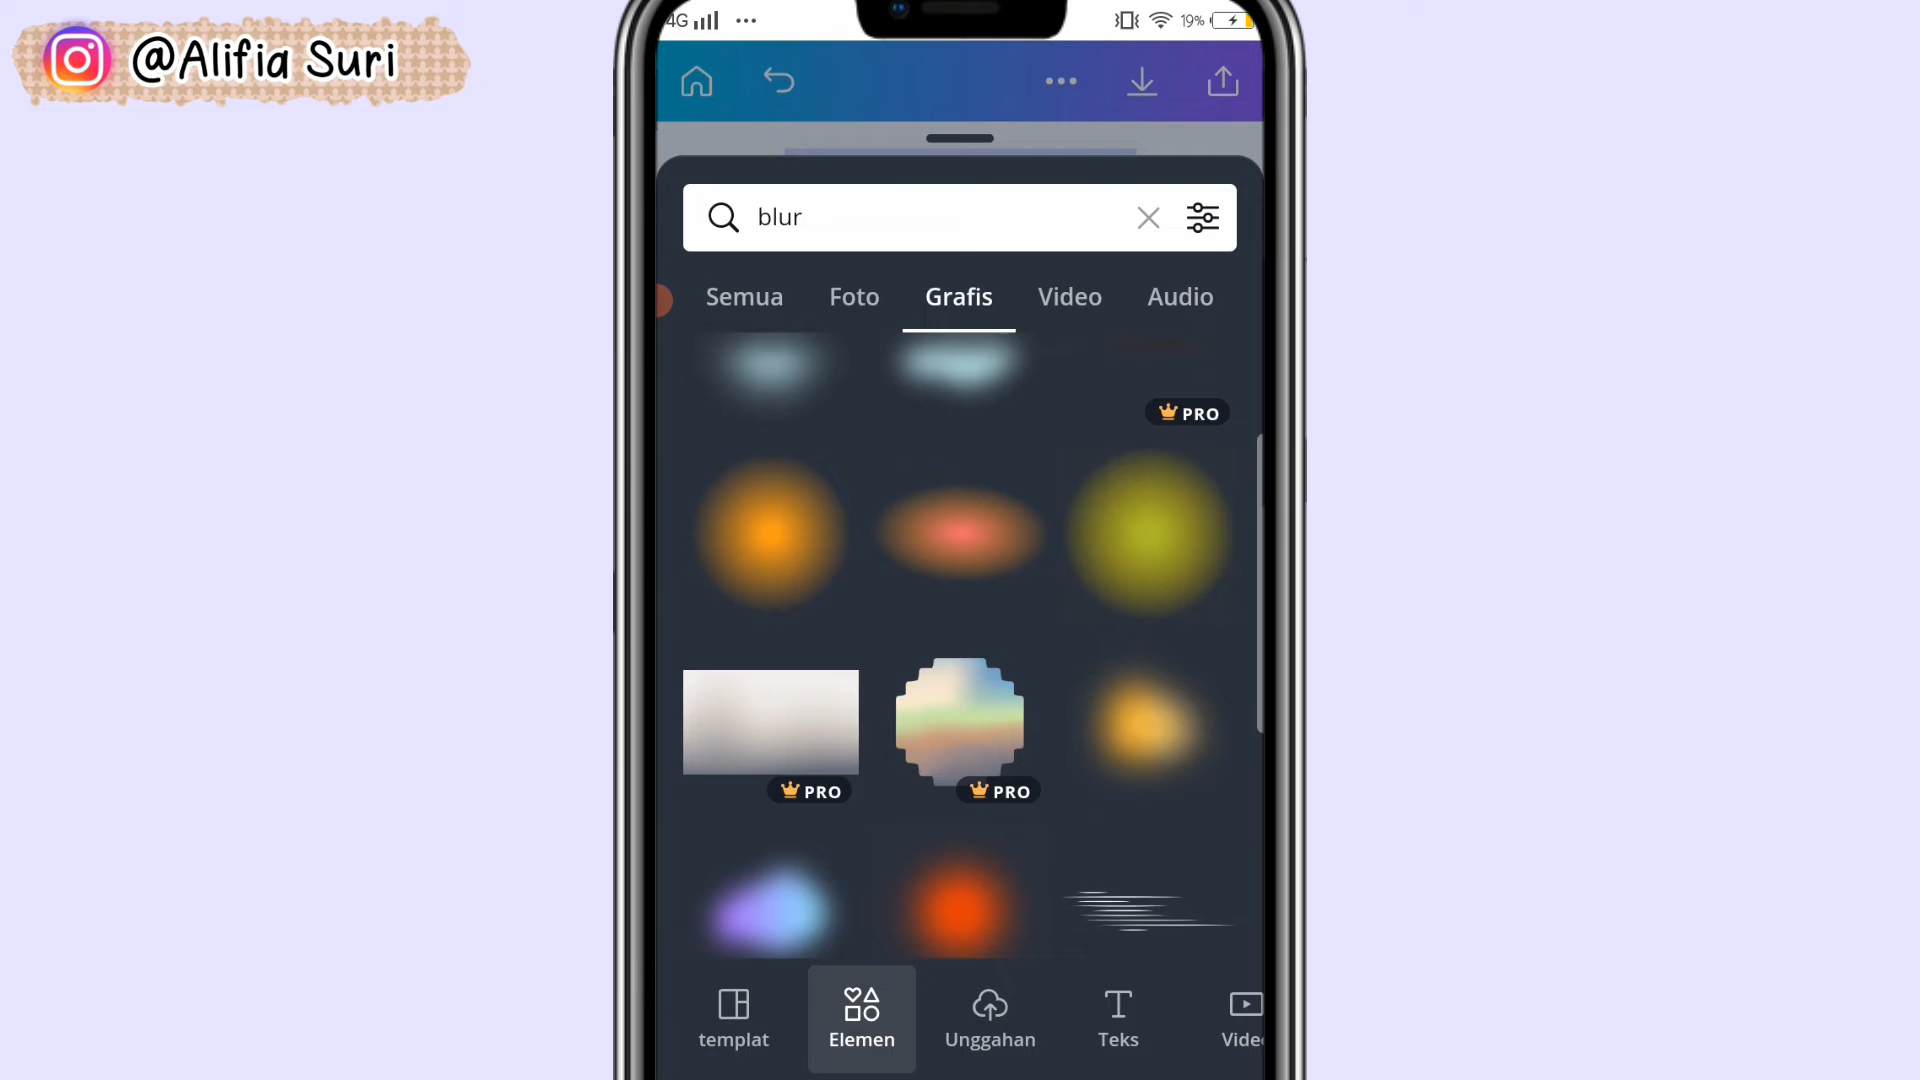 @Alifia Suri
4G
19%
blur
Semua Foto Grafis Video Audio
PRO
PRO PRO
templat Elemen Unggahan Teks